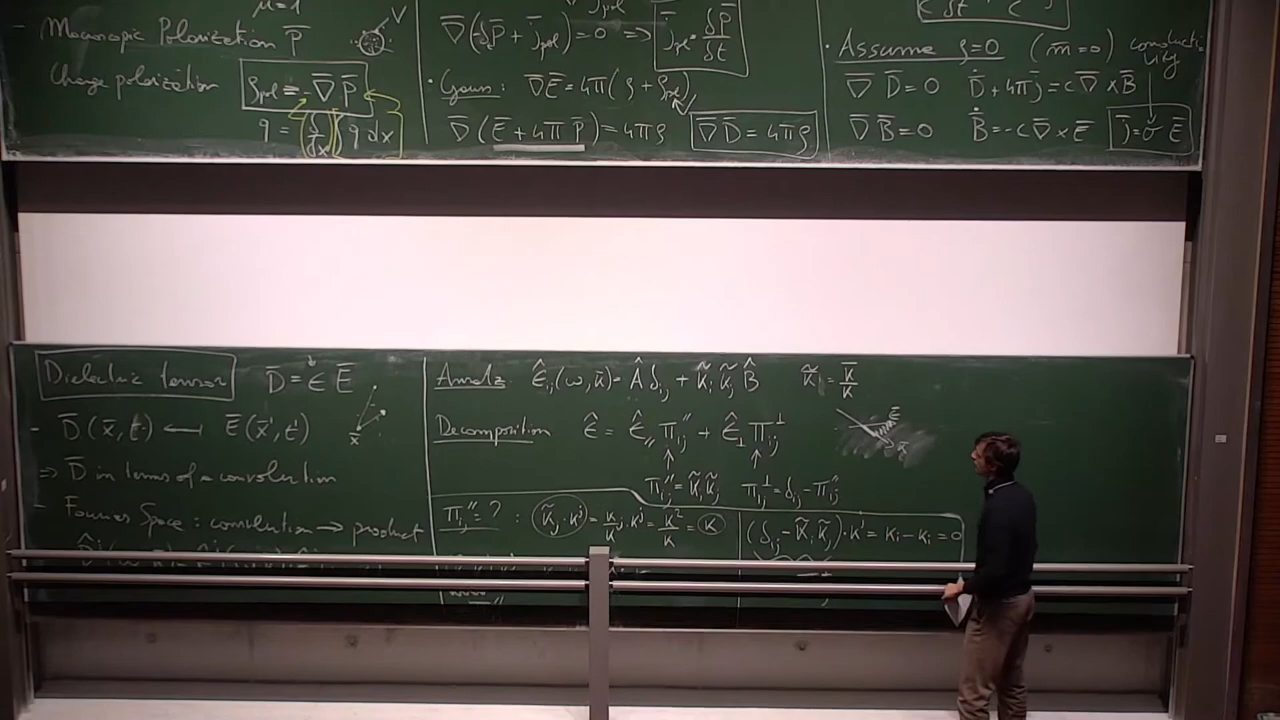 μ=1
- Macroscopic Polarization P̄
V
Charge polarization ρpol = -∇̄ P̄
q = δ/dx ∫ q dx
∇̄(-δP̄ + j̄pol) = 0 => j̄pol = δP̄/δt
· Gauss: ∇̄Ē = 4π(ρ + ρpol)
∇̄(Ē + 4πP̄) = 4πρ ∇̄D̄ = 4πρ
· Assume ρ=0 (m̄=0) conductivity
∇̄ D̄ = 0 Ḋ + 4πj̄ = c∇̄ × B̄
∇̄ B̄ = 0 Ḃ = -c∇̄ × Ē j̄ = σ Ē
Dielectric tensor D̄ = ε Ē
- D̄(x̄,t) ← Ē(x̄',t')
x̄
=> D̄ in terms of a convolution
- Fourier Space: convolution → product
Ansatz ε̂ij(ω,k̄) = Â δij + k̃i k̃j B̂ k̃ = k̄/k
Decomposition ε̂ = ε̂∥ πij∥ + ε̂⊥ πij⊥
πij∥ = k̃i k̃j πij⊥ = δij - πij∥
πij∥ = ? : k̃j · kj = kj/k · kj = k²/k = k
(δij - k̃i k̃j) · kj = ki - ki = 0